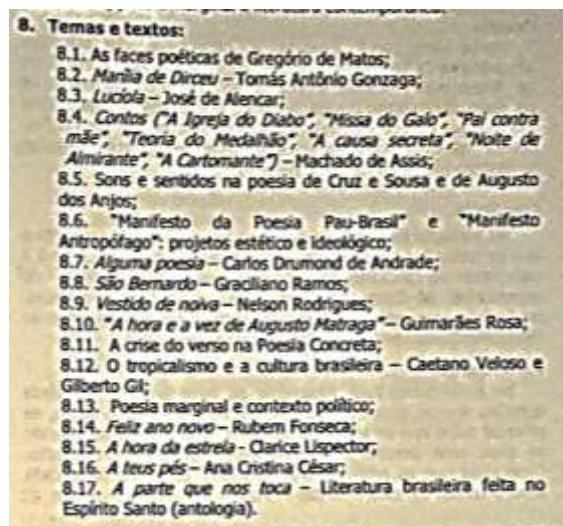 8. Temas e textos:
8.1. As faces poéticas de Gregório de Matos;
8.2. Marília de Dirceu – Tomás Antônio Gonzaga;
8.3. Lucíola – José de Alencar;
8.4. Contos ("A Igreja do Diabo", "Missa do Galo", "Pai contra
mãe", "Teoria do Medalhão", "A causa secreta", "Noite de
Almirante", "A Cartomante") – Machado de Assis;
8.5. Sons e sentidos na poesia de Cruz e Sousa e de Augusto
dos Anjos;
8.6. "Manifesto da Poesia Pau-Brasil" e "Manifesto
Antropófago": projetos estético e ideológico;
8.7. Alguma poesia – Carlos Drumond de Andrade;
8.8. São Bernardo – Graciliano Ramos;
8.9. Vestido de noiva – Nelson Rodrigues;
8.10. "A hora e a vez de Augusto Matraga" – Guimarães Rosa;
8.11. A crise do verso na Poesia Concreta;
8.12. O tropicalismo e a cultura brasileira – Caetano Veloso e
Gilberto Gil;
8.13. Poesia marginal e contexto político;
8.14. Feliz ano novo – Rubem Fonseca;
8.15. A hora da estrela - Clarice Lispector;
8.16. A teus pés – Ana Cristina César;
8.17. A parte que nos toca – Literatura brasileira feita no
Espírito Santo (antologia).